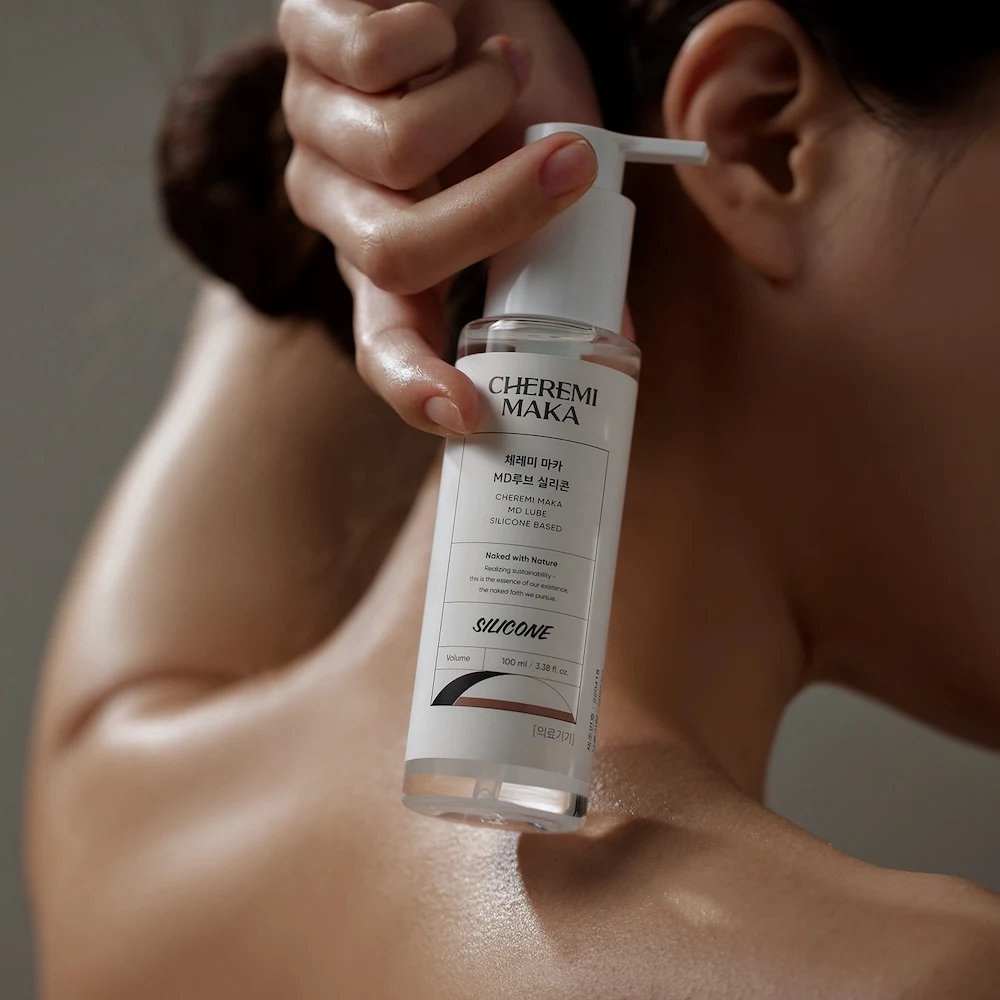 CHEREMI
MAKA
체레미 마카
MD루브 실리콘
CHEREMI MAKA
MD LUBE
SILICONE BASED
Naked with Nature
Realizing sustainability -
this is the essence of our existence,
the naked faith we pursue.
SILICONE
Volume 100 ml / 3.38 fl. oz.
[의료기기]